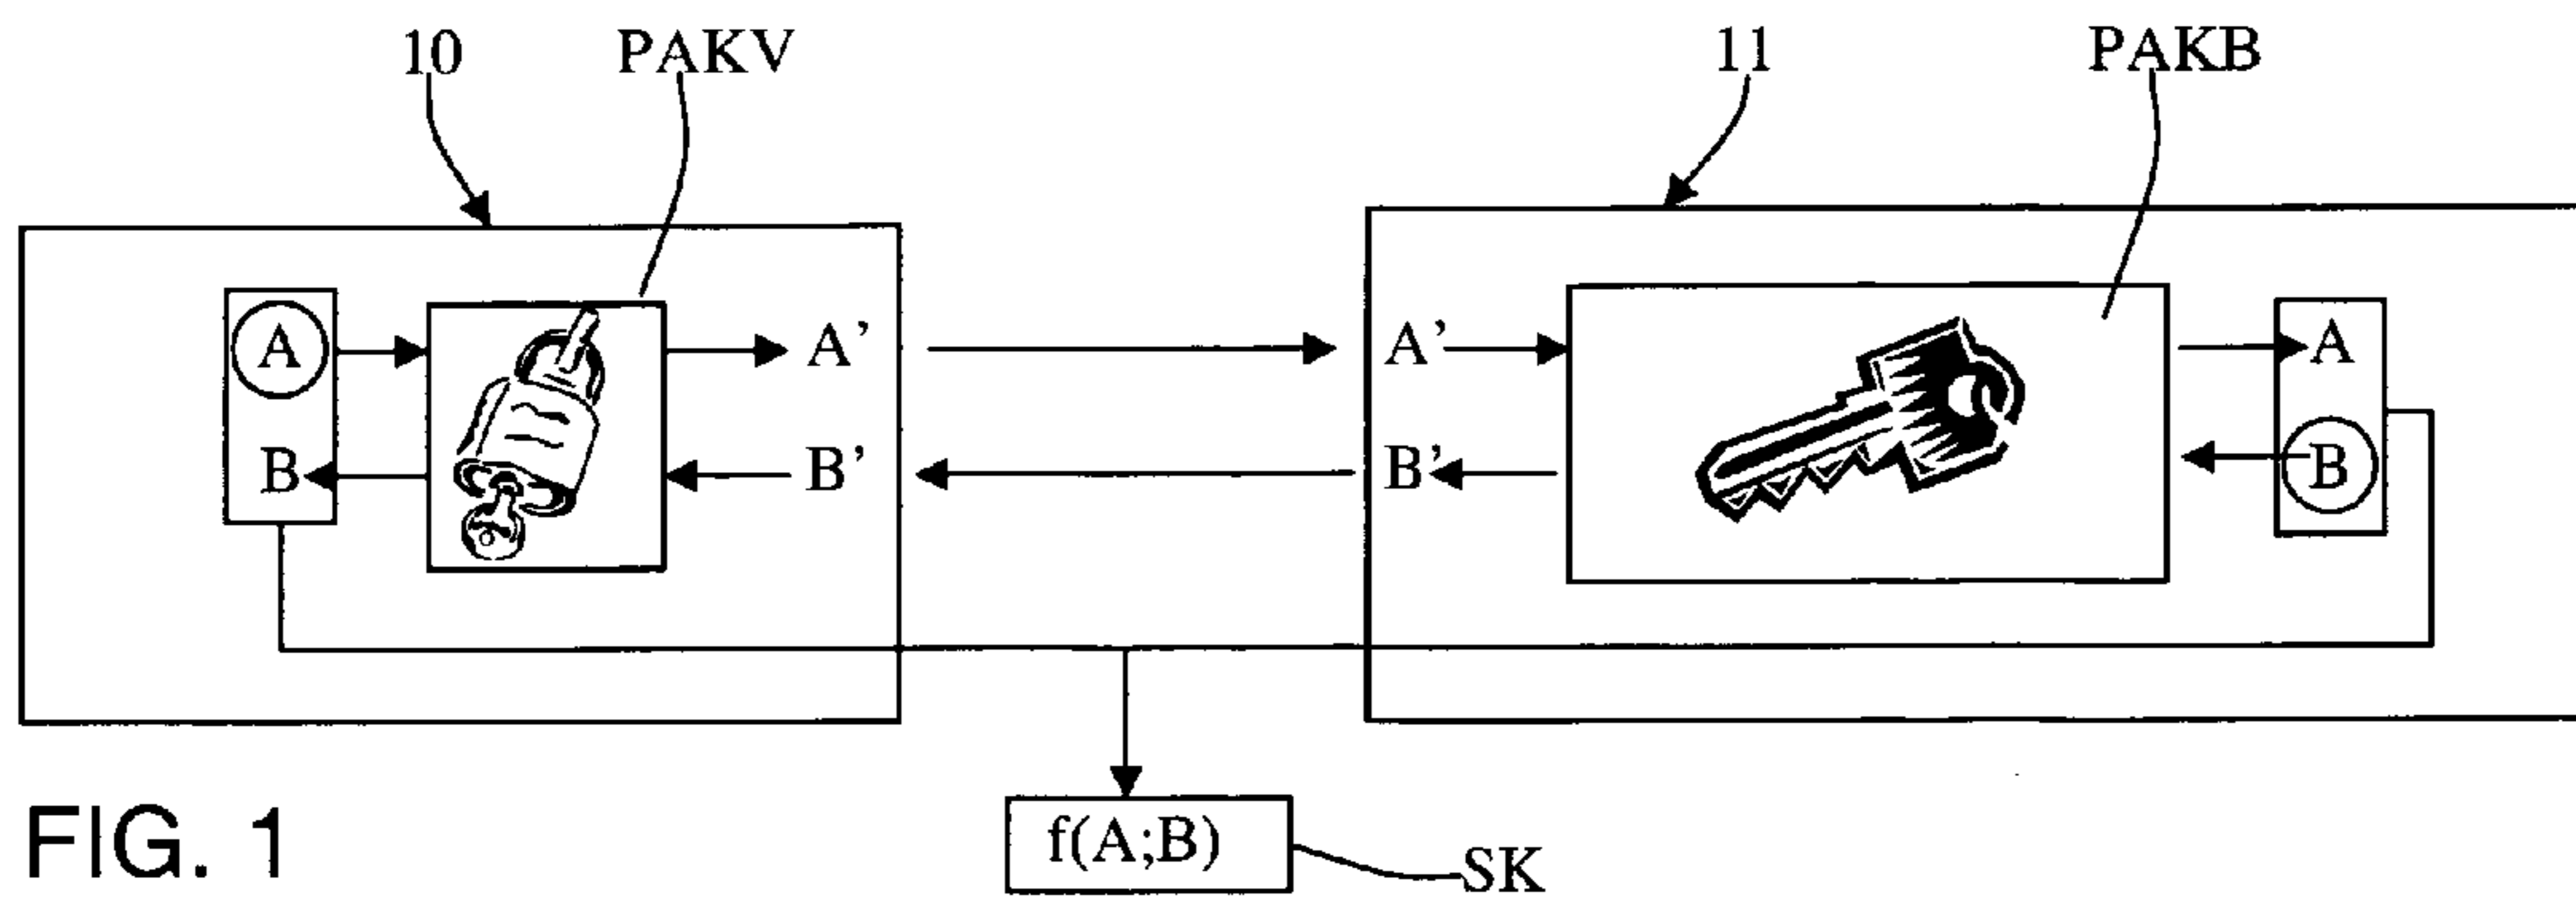 10 PAKV 11 PAKB
A A' A' A
B B' B' B
f(A;B)
SK
FIG. 1